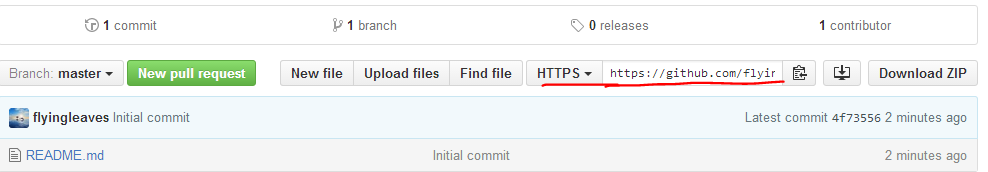 1 commit 1 branch 0 releases 1 contributor
Branch: master New pull request New file Upload files Find file HTTPS https://github.com/flyin Download ZIP
flyingleaves Initial commit Latest commit 4f73556 2 minutes ago
README.md Initial commit 2 minutes ago